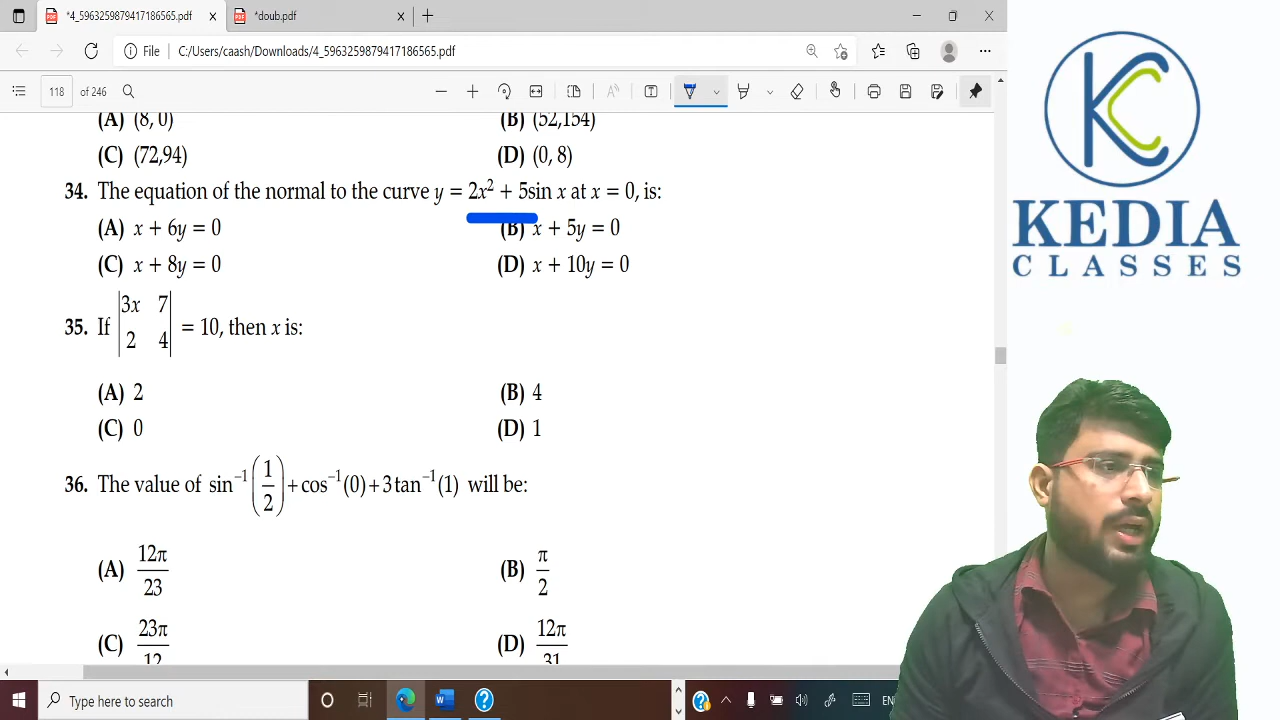 *4_5963259879417186565.pdf
*doub.pdf
File C:/Users/caash/Downloads/4_5963259879417186565.pdf
118 of 246
(A) (8, 0) (B) (52,154)
(C) (72,94) (D) (0, 8)
34. The equation of the normal to the curve y = 2x² + 5sin x at x = 0, is:
(A) x + 6y = 0 (B) x + 5y = 0
(C) x + 8y = 0 (D) x + 10y = 0
35. If |3x 7
2 4| = 10, then x is:
(A) 2 (B) 4
(C) 0 (D) 1
36. The value of sin⁻¹(1/2)+cos⁻¹(0)+3tan⁻¹(1) will be:
(A) 12π/23 (B) π/2
(C) 23π/12 (D) 12π/31
KC
KEDIA
CLASSES
Type here to search
EN